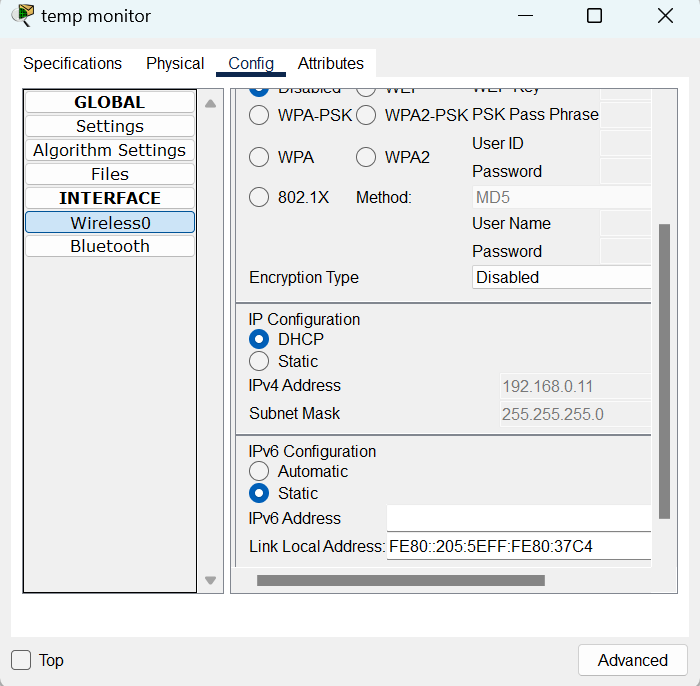 temp monitor
Specifications Physical Config Attributes
GLOBAL
Settings
Algorithm Settings
Files
INTERFACE
Wireless0
Bluetooth
Disabled WEP WEP Key
WPA-PSK WPA2-PSK PSK Pass Phrase
User ID
WPA WPA2
Password
802.1X Method: MD5
User Name
Password
Encryption Type Disabled
IP Configuration
DHCP
Static
IPv4 Address 192.168.0.11
Subnet Mask 255.255.255.0
IPv6 Configuration
Automatic
Static
IPv6 Address
Link Local Address: FE80::205:5EFF:FE80:37C4
Top Advanced